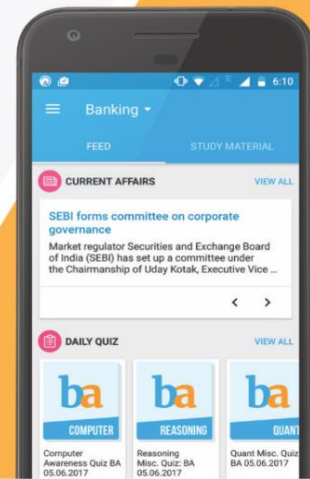 6:10
Banking
FEED STUDY MATERIAL
CURRENT AFFAIRS VIEW ALL
SEBI forms committee on corporate
governance
Market regulator Securities and Exchange Board
of India (SEBI) has set up a committee under
the Chairmanship of Uday Kotak, Executive Vice ...
DAILY QUIZ VIEW ALL
ba ba ba
COMPUTER REASONING QUANT
Computer
Awareness Quiz BA
05.06.2017
Reasoning
Misc. Quiz: BA
05.06.2017
Quant Misc. Quiz
BA 05.06.2017